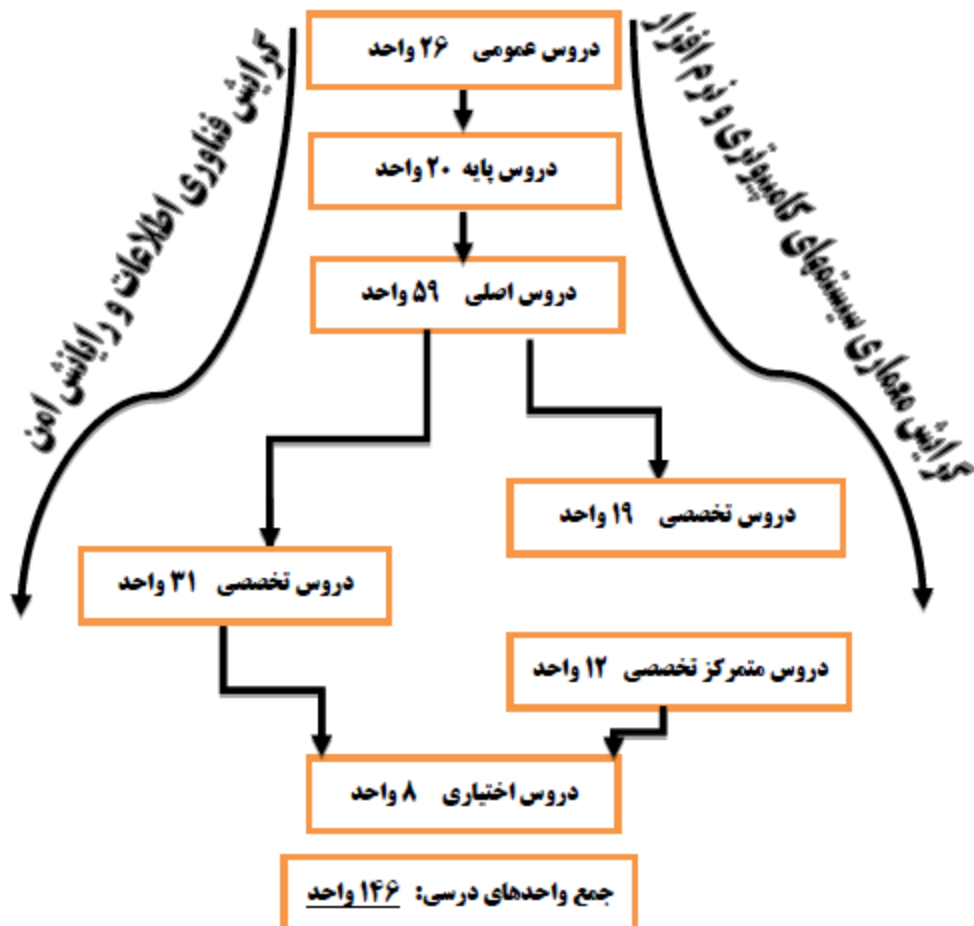 گرایش فناوری اطلاعات و رایانش امن
گرایش معماری سیستمهای کامپیوتری و نرم افزار
دروس عمومی ۲۶ واحد
دروس پایه ۲۰ واحد
دروس اصلی ۵۹ واحد
دروس تخصصی ۱۹ واحد
دروس تخصصی ۳۱ واحد
دروس متمرکز تخصصی ۱۲ واحد
دروس اختیاری ۸ واحد
جمع واحدهای درسی: ۱۴۶ واحد